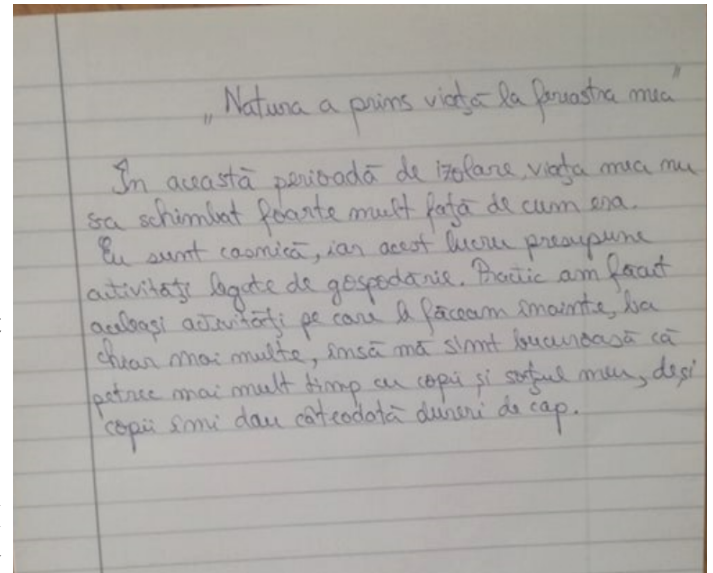 „Natura a prins viață la fereastra mea"
În această perioadă de izolare, viața mea nu
sa schimbat foarte mult față de cum era.
Eu sunt casnică, iar acest lucru presupune
activități legate de gospodărie. Practic am făcut
aceleași activități pe care le făceam înainte, ba
chiar mai multe, însă mă simt bucuroasă că
petrec mai mult timp cu copii și soțul meu, deși
copii îmi dau câteodată dureri de cap.